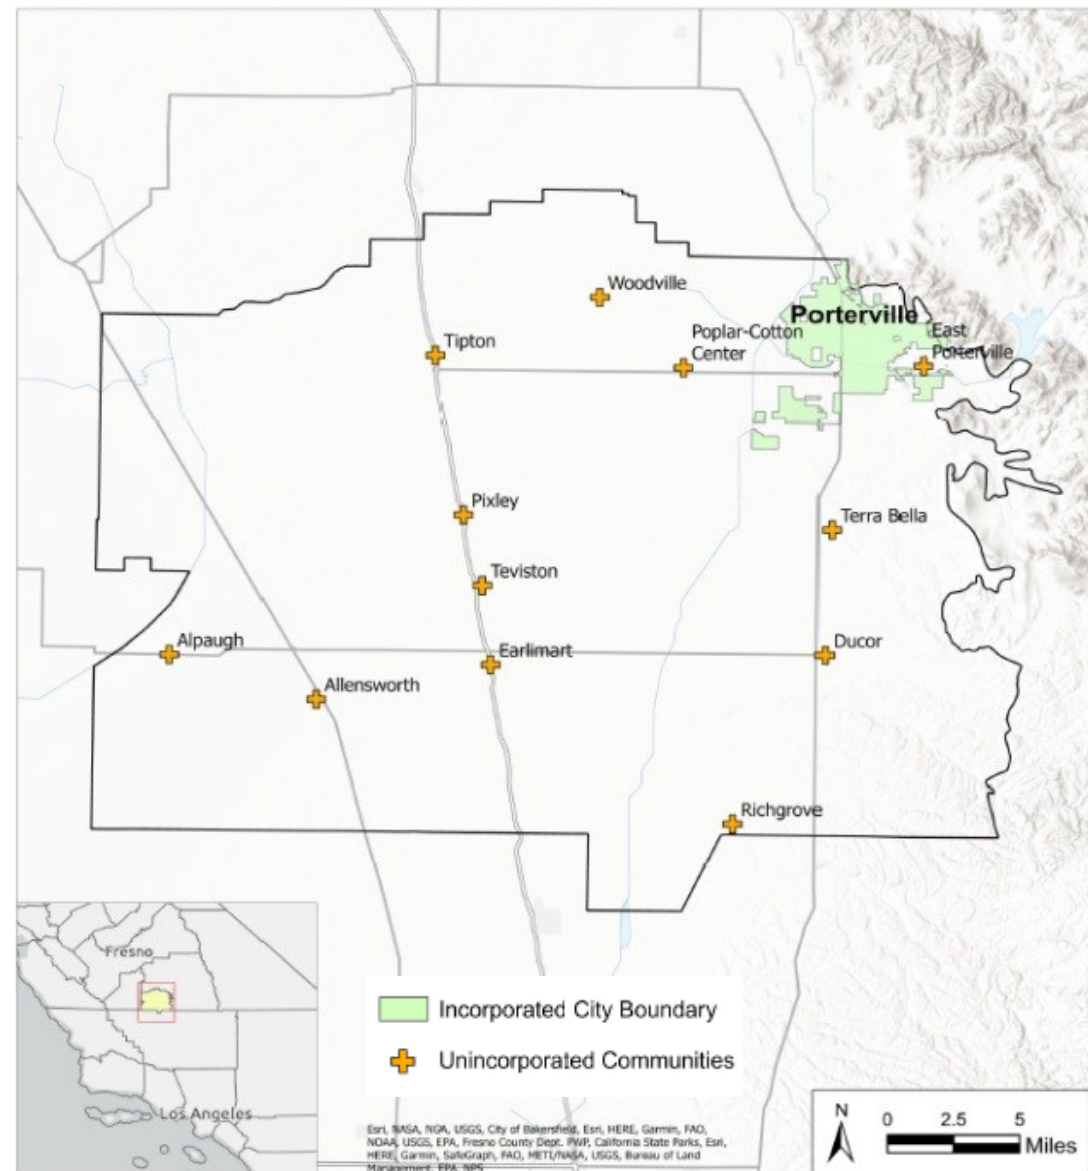 Woodville
Porterville
Tipton
Poplar-Cotton
Center
East
Porterville
Pixley
Terra Bella
Teviston
Alpaugh
Earlimart
Ducor
Allensworth
Richgrove
Fresno
Los Angeles
Incorporated City Boundary
Unincorporated Communities
Esri, NASA, NGA, USGS, City of Bakersfield, Esri, HERE, Garmin, FAO,
NOAA, USGS, EPA, Fresno County Dept. PWP, California State Parks, Esri,
HERE, Garmin, SafeGraph, FAO, METI/NASA, USGS, Bureau of Land
Management, EPA, NPS
N
0 2.5 5
Miles